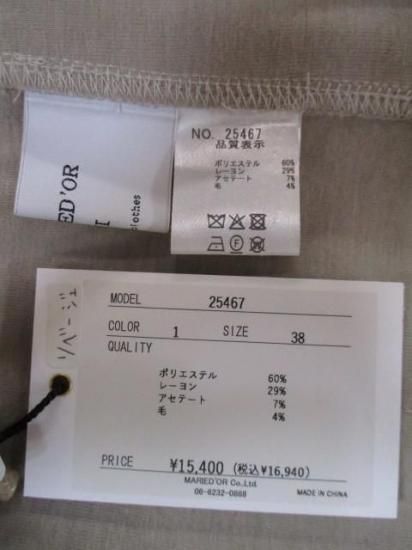 NO. 25467
品質表示
ポリエステル 60%
レーヨン 29%
アセテート 7%
毛 4%
IED'OR
clothes
MODEL 25467
COLOR 1 SIZE 38
QUALITY
ポリエステル 60%
レーヨン 29%
アセテート 7%
毛 4%
PRICE ¥15,400 (税込¥16,940)
MARIED'OR Co.,Ltd.
06-6232-0888 MADE IN CHINA